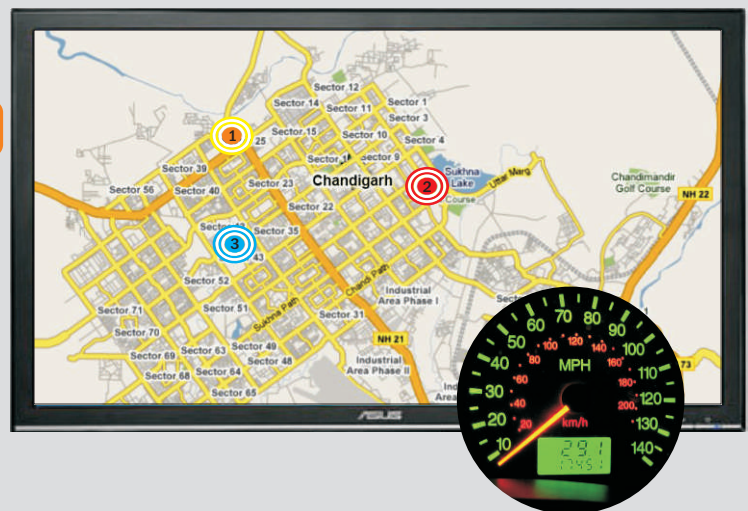 Sector 12
Sector 14
Sector 11
Sector 1
Sector 3
1
25
Sector 15
Sector 10
Sector 4
Sector 39
Sector 9
Sukhna
Lake
Chandigarh
2
Course
Uttar Marg
Chandimandir
Golf Course
NH 22
Sector 56
Sector 40
Sector 23
Sector 22
3
Sector 35
43
Sector 52
Chandi Path
Industrial
Area Phase I
Sector 71
Sector 51
Sukhna Path
Sector 31
Sector 70
NH 21
Sector 69
Sector 63
Sector 49
Sector 48
Industrial
Area Phase II
Sector 68
Sector 64
Sector 65
73
ASUS
10
20
30
40
50
60
70
80
90
100
110
120
130
140
MPH
20
40
60
80
100
120
140
160
180
200
km/h
291
17451